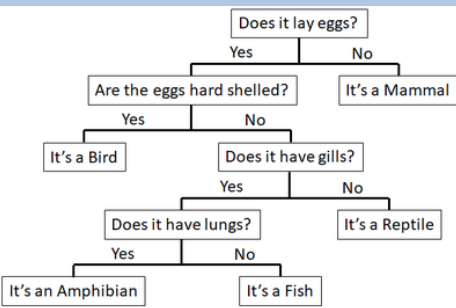 Does it lay eggs?
Yes No
Are the eggs hard shelled? It's a Mammal
Yes No
It's a Bird Does it have gills?
Yes No
Does it have lungs? It's a Reptile
Yes No
It's an Amphibian It's a Fish